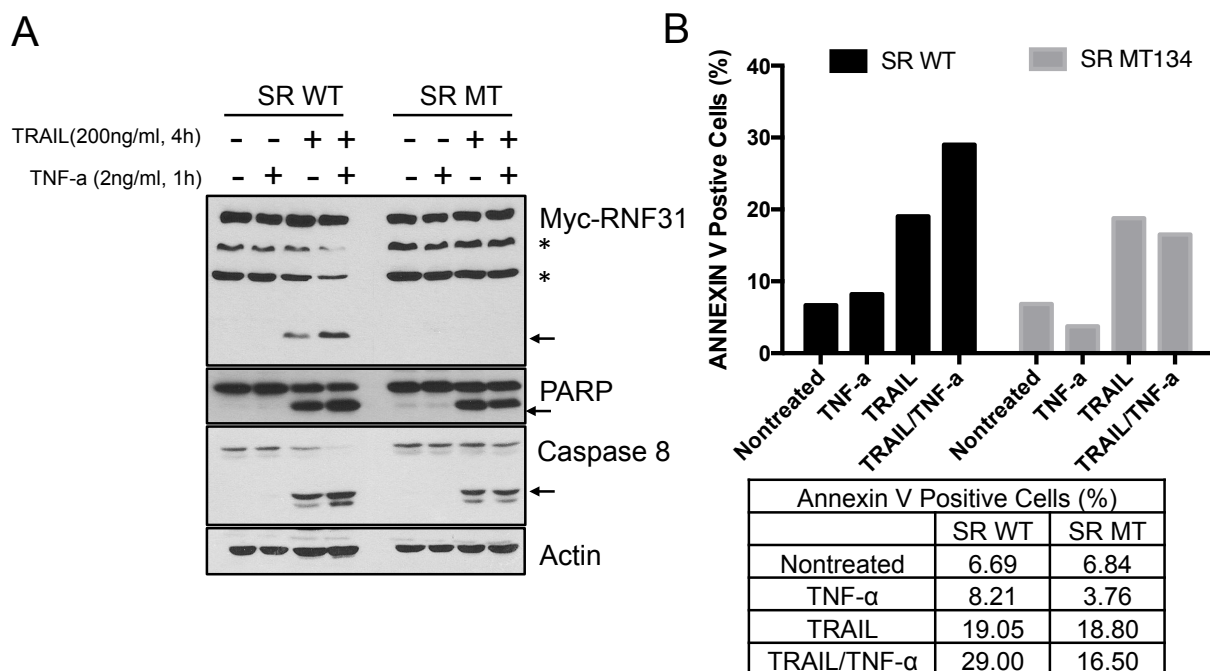 A
SR WT
SR MT
TRAIL(200ng/ml, 4h)
- - + + - - + +
TNF-a (2ng/ml, 1h)
- + - + - + - +
Myc-RNF31
*
*
PARP
Caspase 8
Actin
B
SR WT
SR MT134
ANNEXIN V Postive Cells (%)
40
30
20
10
0
Nontreated
TNF-a
TRAIL
TRAIL/TNF-a
Nontreated
TNF-a
TRAIL
TRAIL/TNF-a
Annexin V Positive Cells (%)
SR WT SR MT
Nontreated 6.69 6.84
TNF-α 8.21 3.76
TRAIL 19.05 18.80
TRAIL/TNF-α 29.00 16.50